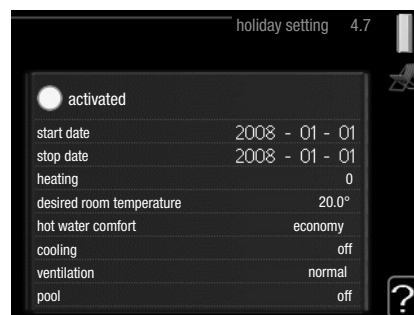 holiday setting 4.7
activated
start date 2008 - 01 - 01
stop date 2008 - 01 - 01
heating 0
desired room temperature 20.0°
hot water comfort economy
cooling off
ventilation normal
pool off
?